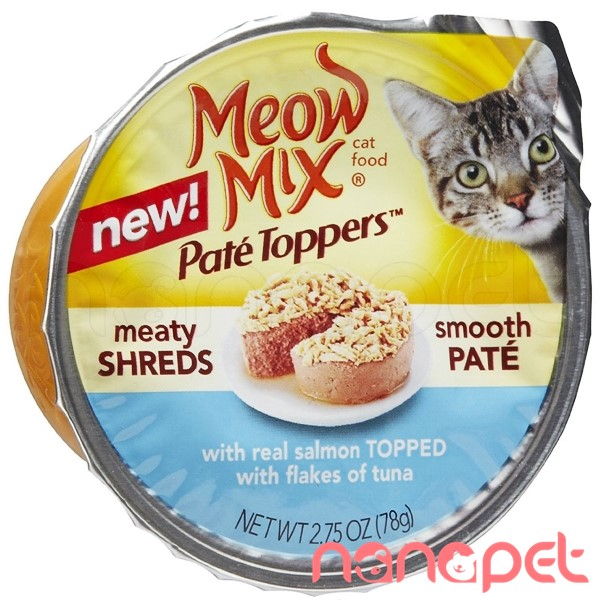 Meow
Mix
cat
food
®
new!
Paté Toppers™
meaty
SHREDS
smooth
PATÉ
with real salmon TOPPED
with flakes of tuna
NET WT 2.75 OZ (78g)
nanapet